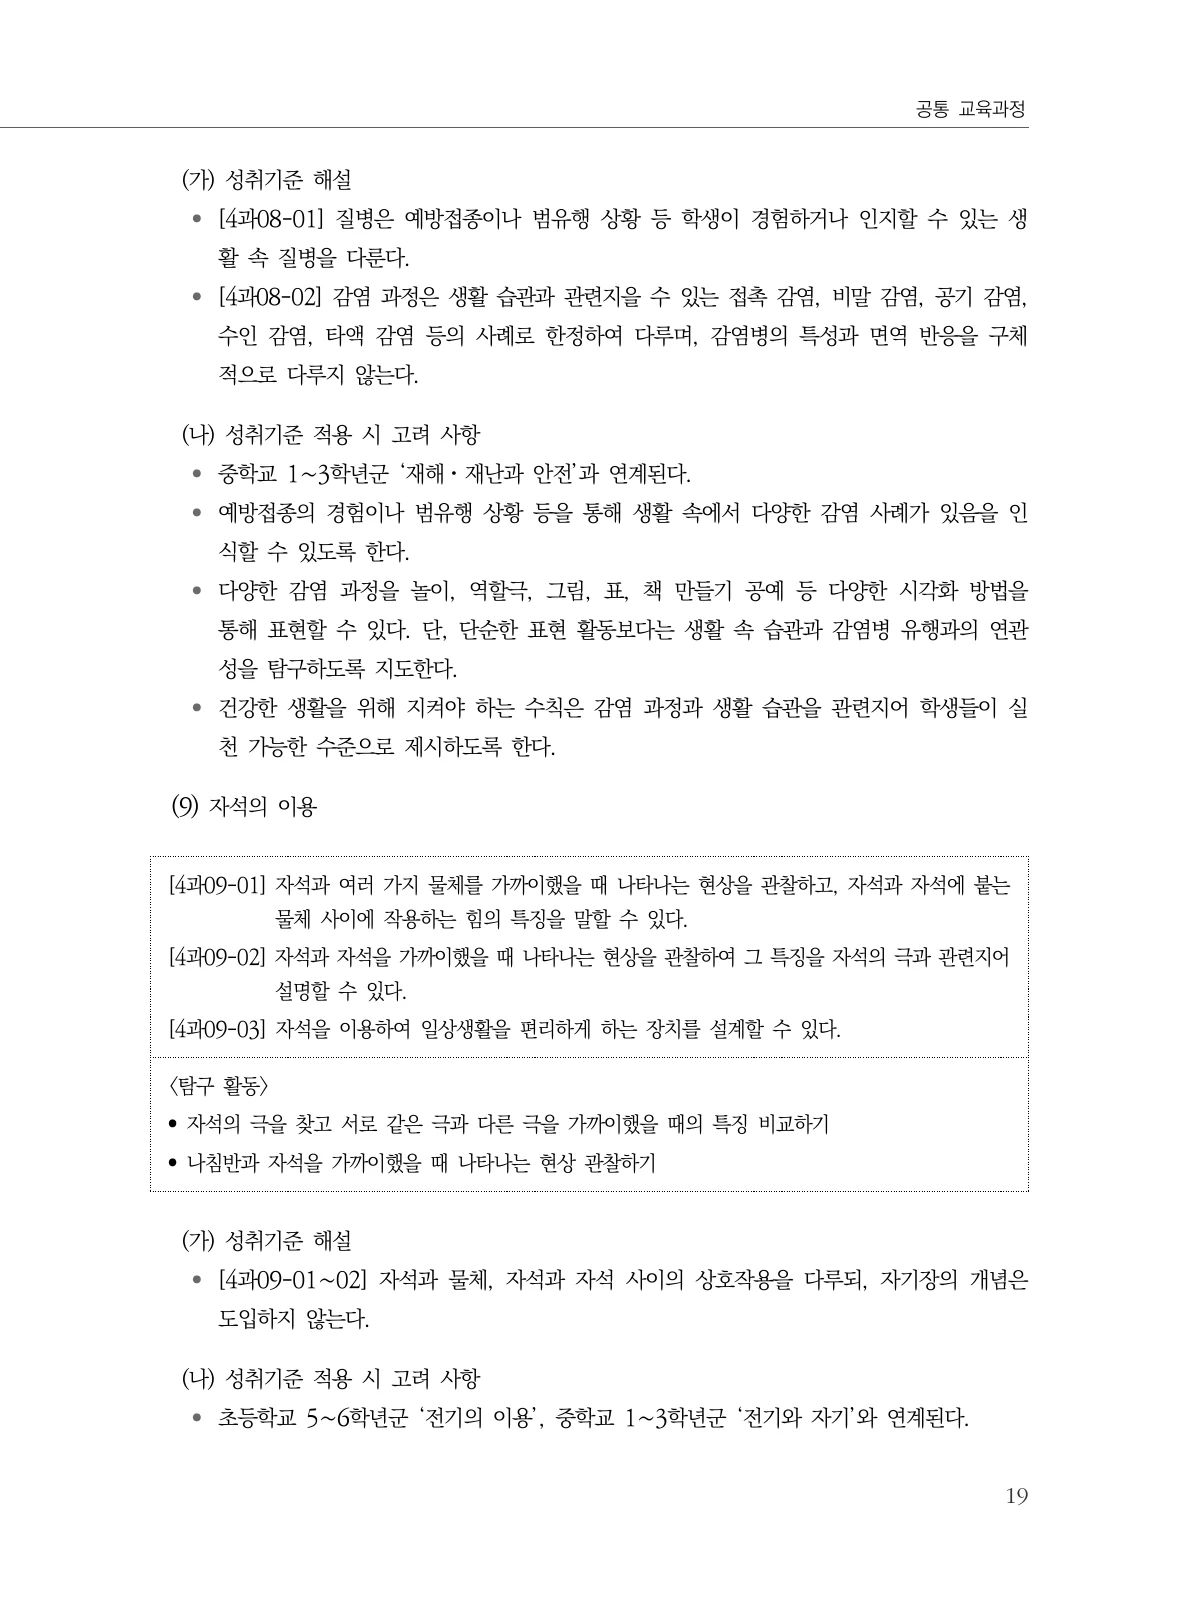 공통 교육과정
(가) 성취기준 해설
• [4과08-01] 질병은 예방접종이나 범유행 상황 등 학생이 경험하거나 인지할 수 있는 생
활 속 질병을 다룬다.
• [4과08-02] 감염 과정은 생활 습관과 관련지을 수 있는 접촉 감염, 비말 감염, 공기 감염,
수인 감염, 타액 감염 등의 사례로 한정하여 다루며, 감염병의 특성과 면역 반응을 구체
적으로 다루지 않는다.
(나) 성취기준 적용 시 고려 사항
• 중학교 1~3학년군 ‘재해·재난과 안전’과 연계된다.
• 예방접종의 경험이나 범유행 상황 등을 통해 생활 속에서 다양한 감염 사례가 있음을 인
식할 수 있도록 한다.
• 다양한 감염 과정을 놀이, 역할극, 그림, 표, 책 만들기 공예 등 다양한 시각화 방법을
통해 표현할 수 있다. 단, 단순한 표현 활동보다는 생활 속 습관과 감염병 유행과의 연관
성을 탐구하도록 지도한다.
• 건강한 생활을 위해 지켜야 하는 수칙은 감염 과정과 생활 습관을 관련지어 학생들이 실
천 가능한 수준으로 제시하도록 한다.
(9) 자석의 이용
[4과09-01] 자석과 여러 가지 물체를 가까이했을 때 나타나는 현상을 관찰하고, 자석과 자석에 붙는
물체 사이에 작용하는 힘의 특징을 말할 수 있다.
[4과09-02] 자석과 자석을 가까이했을 때 나타나는 현상을 관찰하여 그 특징을 자석의 극과 관련지어
설명할 수 있다.
[4과09-03] 자석을 이용하여 일상생활을 편리하게 하는 장치를 설계할 수 있다.
〈탐구 활동〉
• 자석의 극을 찾고 서로 같은 극과 다른 극을 가까이했을 때의 특징 비교하기
• 나침반과 자석을 가까이했을 때 나타나는 현상 관찰하기
(가) 성취기준 해설
• [4과09-01~02] 자석과 물체, 자석과 자석 사이의 상호작용을 다루되, 자기장의 개념은
도입하지 않는다.
(나) 성취기준 적용 시 고려 사항
• 초등학교 5~6학년군 ‘전기의 이용’, 중학교 1~3학년군 ‘전기와 자기’와 연계된다.
19